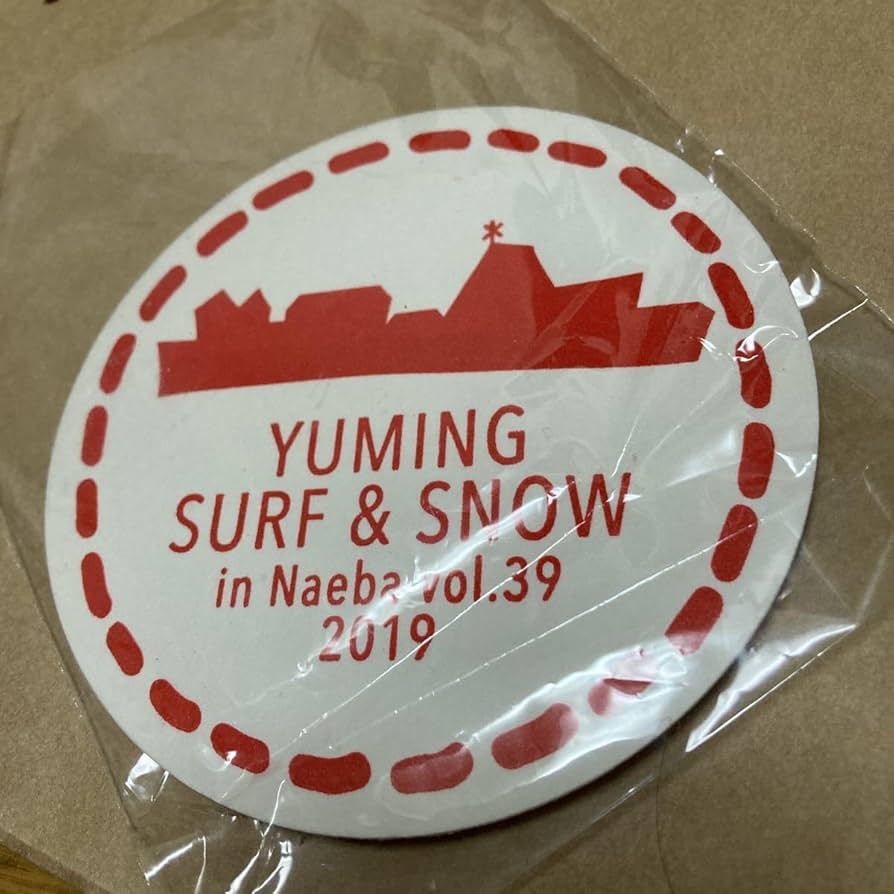 YUMING
SURF & SNOW
in Naeba vol.39
2019